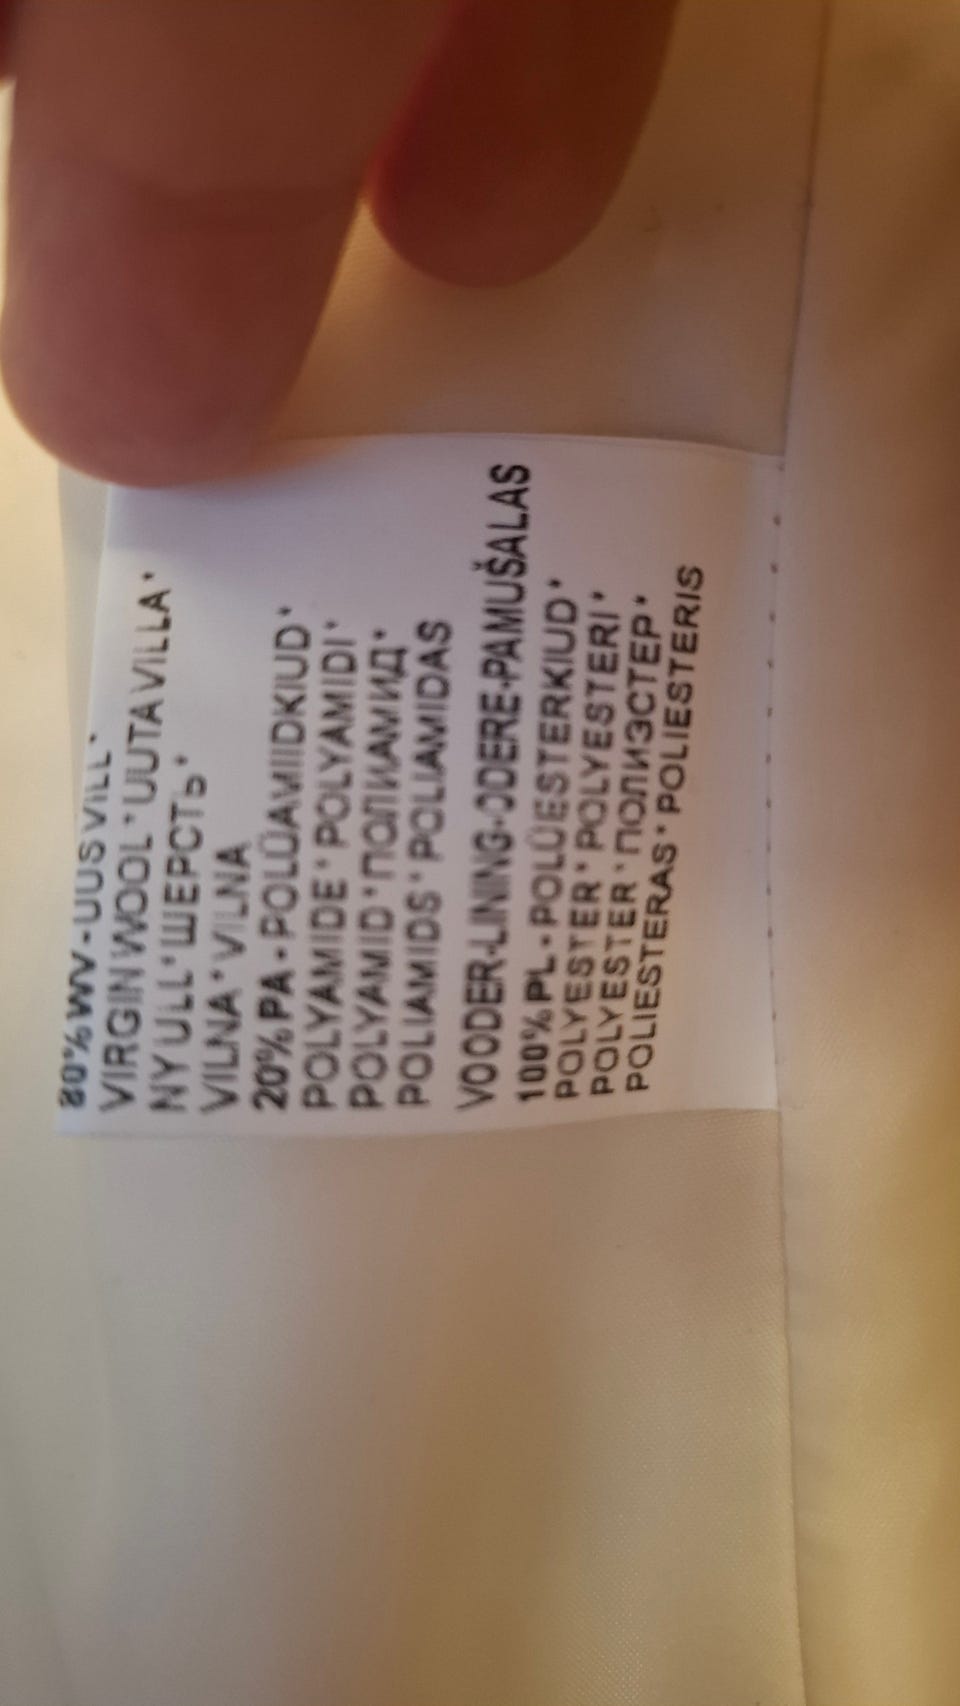 80% WV - UUS VILL *
VIRGIN WOOL * UUTA VILLA *
NY ULL * ШЕРСТЬ *
VILNA * VILNA
20% PA - POLÜAMIIDKIUD *
POLYAMIDE * POLYAMIDI *
POLYAMID * ПОЛИАМИД *
POLIAMIDS * POLIAMIDAS
VOODER-LINING-ODERE-PAMUŠALAS
100% PL - POLÜESTERKIUD *
POLYESTER * POLYESTERI *
POLYESTER * ПОЛИЭСТЕР *
POLIESTERAS * POLIESTERIS